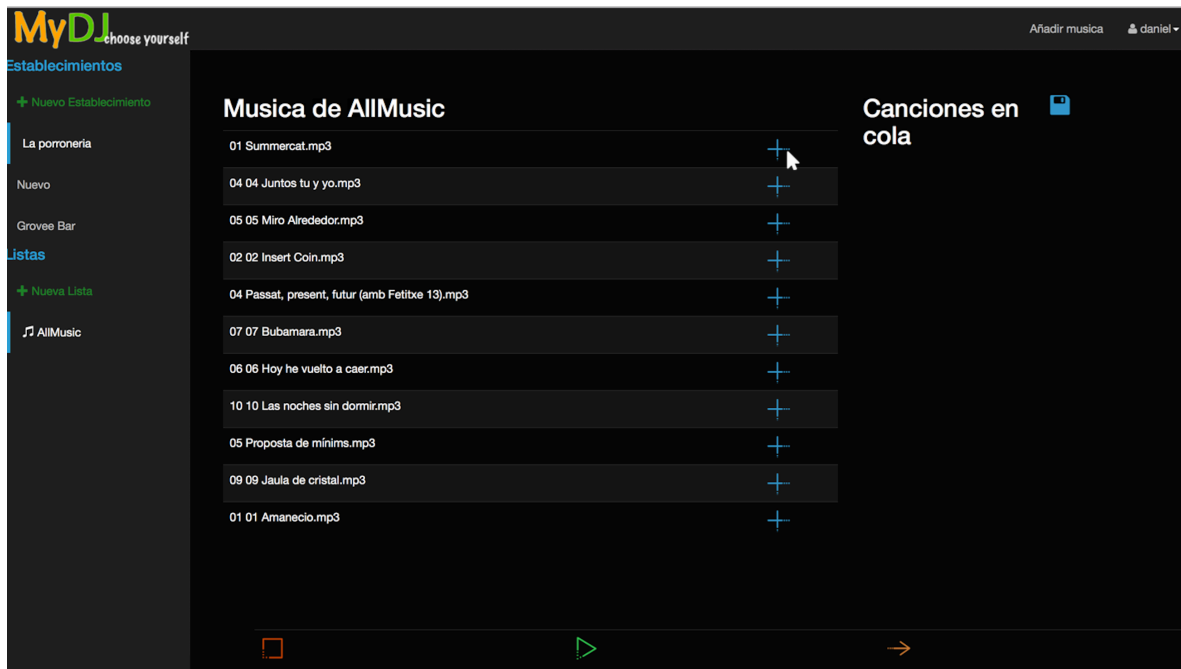 MyDJ choose yourself
Añadir musica
daniel
Establecimientos
Nuevo Establecimiento
La porroneria
Nuevo
Grovee Bar
Listas
Nueva Lista
AllMusic
Musica de AllMusic
01 Summercat.mp3
04 04 Juntos tu y yo.mp3
05 05 Miro Alrededor.mp3
02 02 Insert Coin.mp3
04 Passat, present, futur (amb Fetitxe 13).mp3
07 07 Bubamara.mp3
06 06 Hoy he vuelto a caer.mp3
10 10 Las noches sin dormir.mp3
05 Proposta de mínims.mp3
09 09 Jaula de cristal.mp3
01 01 Amanecio.mp3
Canciones en
cola